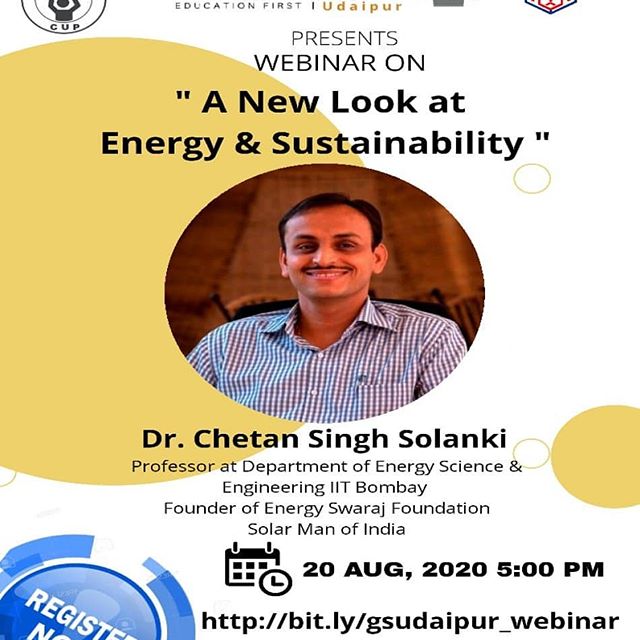 CUP
EDUCATION FIRST | Udaipur
PRESENTS
WEBINAR ON
" A New Look at
Energy & Sustainability "
Dr. Chetan Singh Solanki
Professor at Department of Energy Science &
Engineering IIT Bombay
Founder of Energy Swaraj Foundation
Solar Man of India
20 AUG, 2020 5:00 PM
REGISTER
http://bit.ly/gsudaipur_webinar